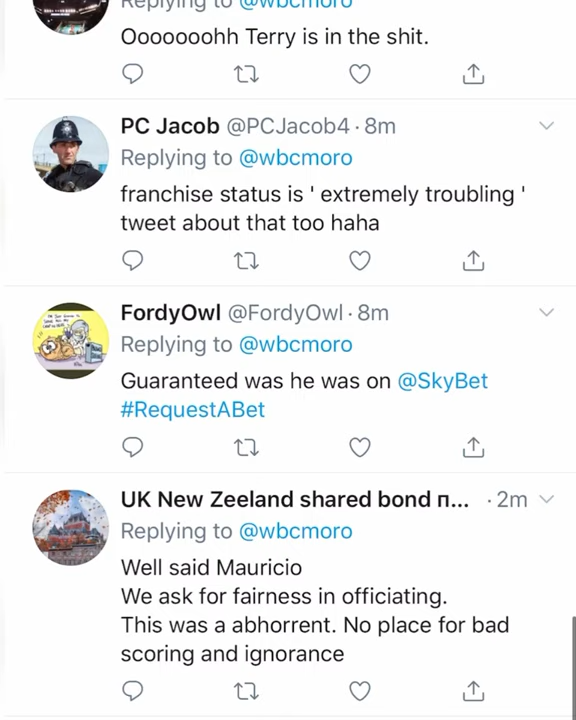 Replying to @wbcmoro
Ooooooohh Terry is in the shit.
PC Jacob @PCJacob4 · 8m
Replying to @wbcmoro
franchise status is ' extremely troubling '
tweet about that too haha
FordyOwl @FordyOwl · 8m
Replying to @wbcmoro
Guaranteed was he was on @SkyBet
#RequestABet
UK New Zeeland shared bond п... · 2m
Replying to @wbcmoro
Well said Mauricio
We ask for fairness in officiating.
This was a abhorrent. No place for bad
scoring and ignorance